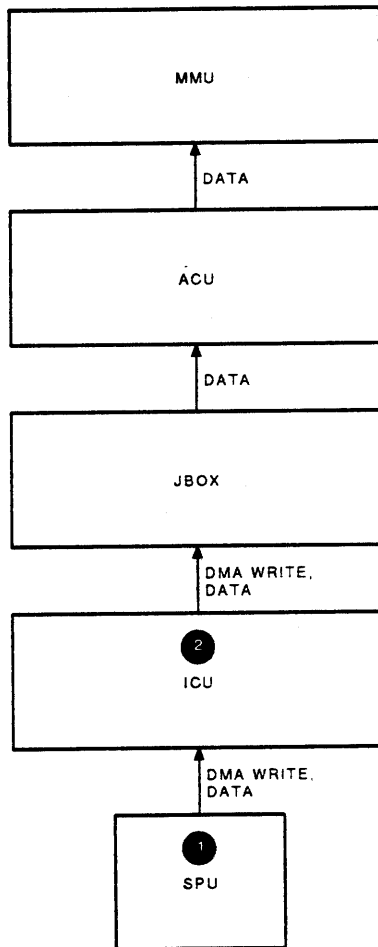 MMU
DATA
ACU
DATA
JBOX
DMA WRITE,
DATA
2
ICU
DMA WRITE,
DATA
1
SPU